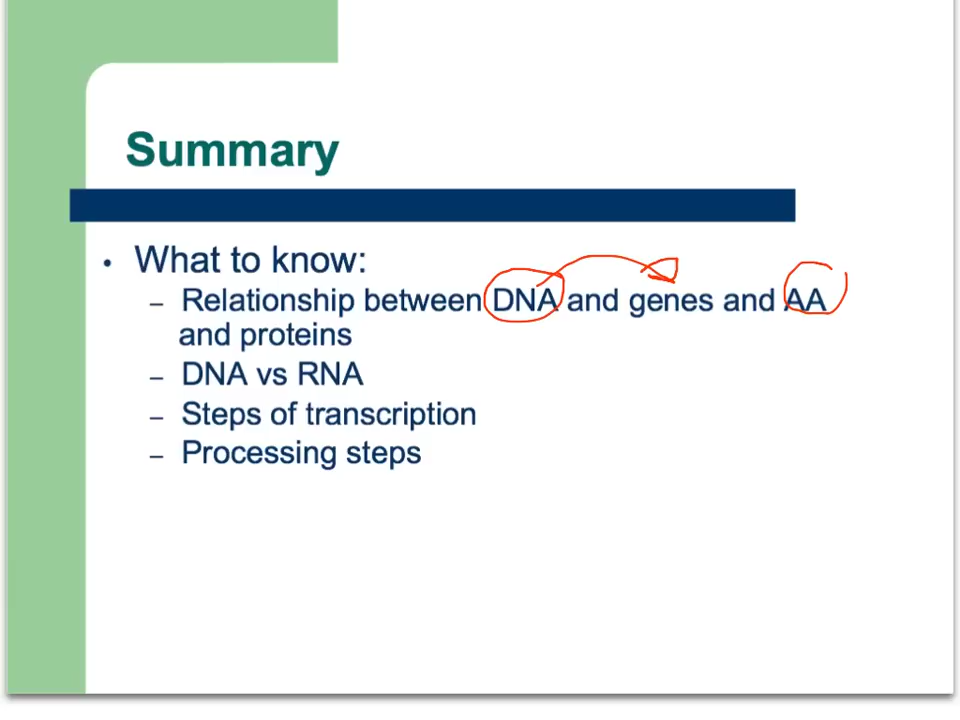 Summary
• What to know:
– Relationship between DNA and genes and AA
and proteins
– DNA vs RNA
– Steps of transcription
– Processing steps